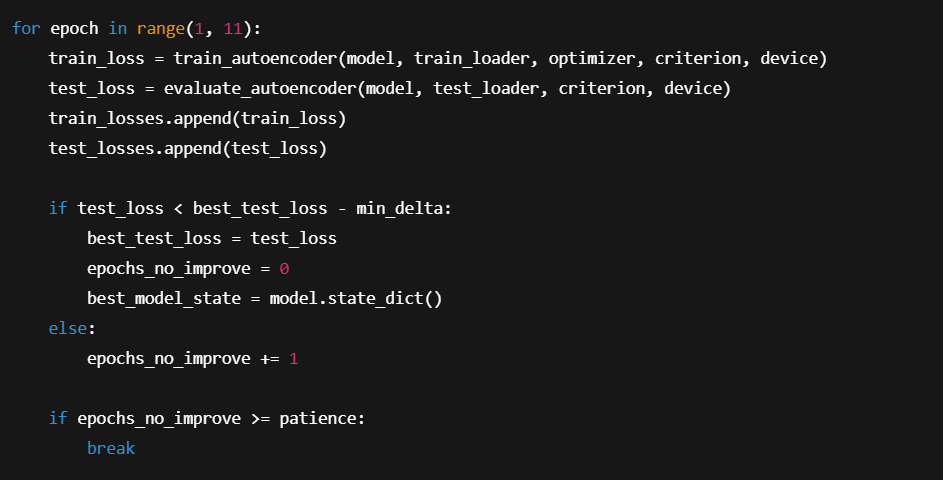 for epoch in range(1, 11):
    train_loss = train_autoencoder(model, train_loader, optimizer, criterion, device)
    test_loss = evaluate_autoencoder(model, test_loader, criterion, device)
    train_losses.append(train_loss)
    test_losses.append(test_loss)

    if test_loss < best_test_loss - min_delta:
        best_test_loss = test_loss
        epochs_no_improve = 0
        best_model_state = model.state_dict()
    else:
        epochs_no_improve += 1

    if epochs_no_improve >= patience:
        break